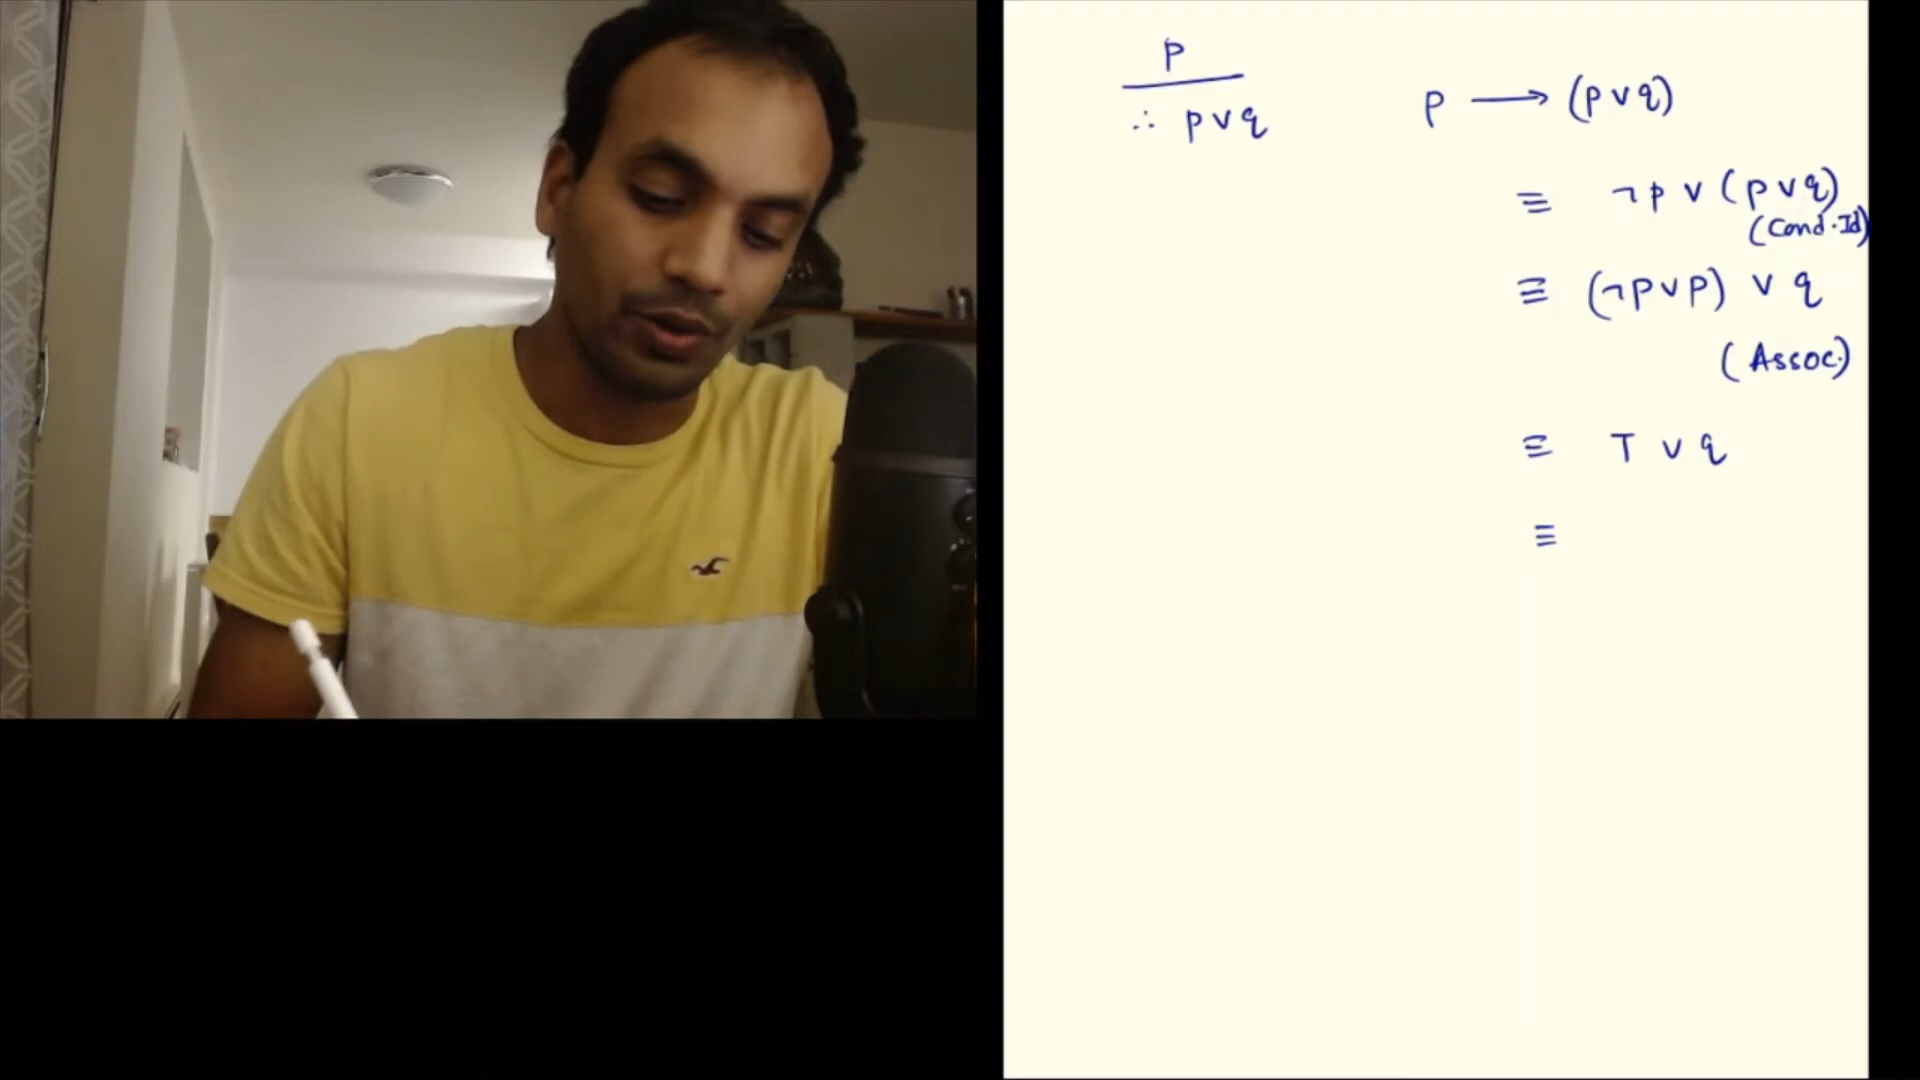 p
∴ p∨q
p ⟶ (p∨q)
≡ ¬p ∨ (p∨q)
(Cond. Id)
≡ (¬p∨p) ∨ q
(Assoc.)
≡ T ∨ q
≡